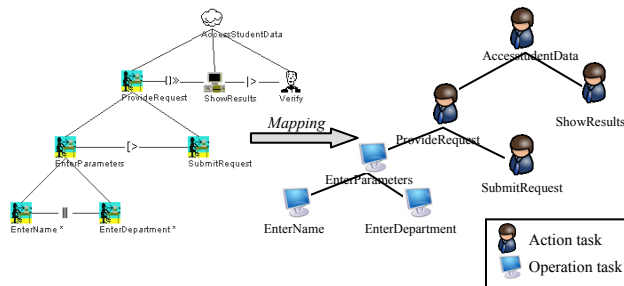 AccessStudentData
ProvideRequest
[]»
ShowResults
|>
Verify
EnterParameters
[>
SubmitRequest
EnterName *
|||
EnterDepartment *
Mapping
AccesstudentData
ProvideRequest
ShowResults
EnterParameters
SubmitRequest
EnterName
EnterDepartment
Action task
Operation task